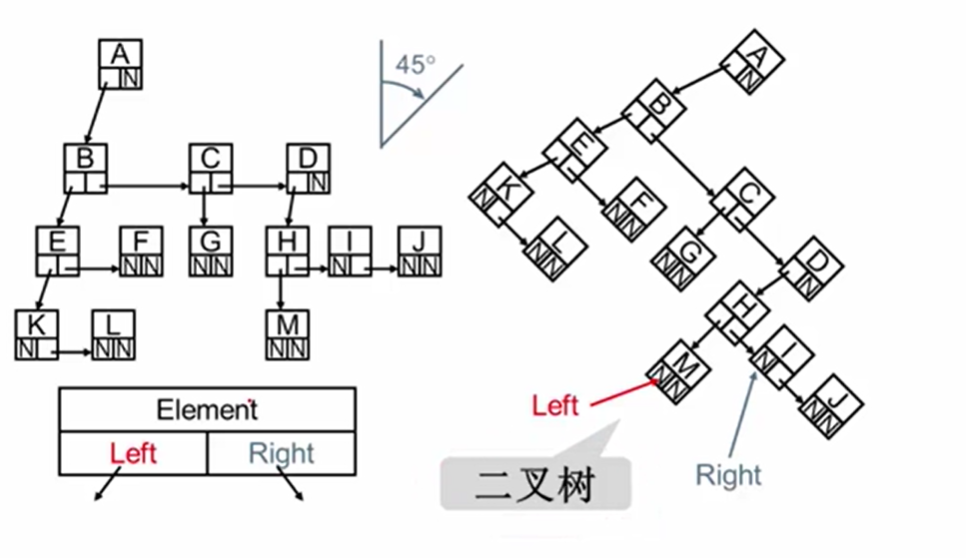 A
N
B C D
N
E F G H I J
NN NN N NN
K L M
N NN NN
Element
Left Right
45°
A
N
B
E
K
N
F
NN
L
NN
C
G
NN
D
N
H
M
NN
I
N
J
NN
Left
Right
二叉树